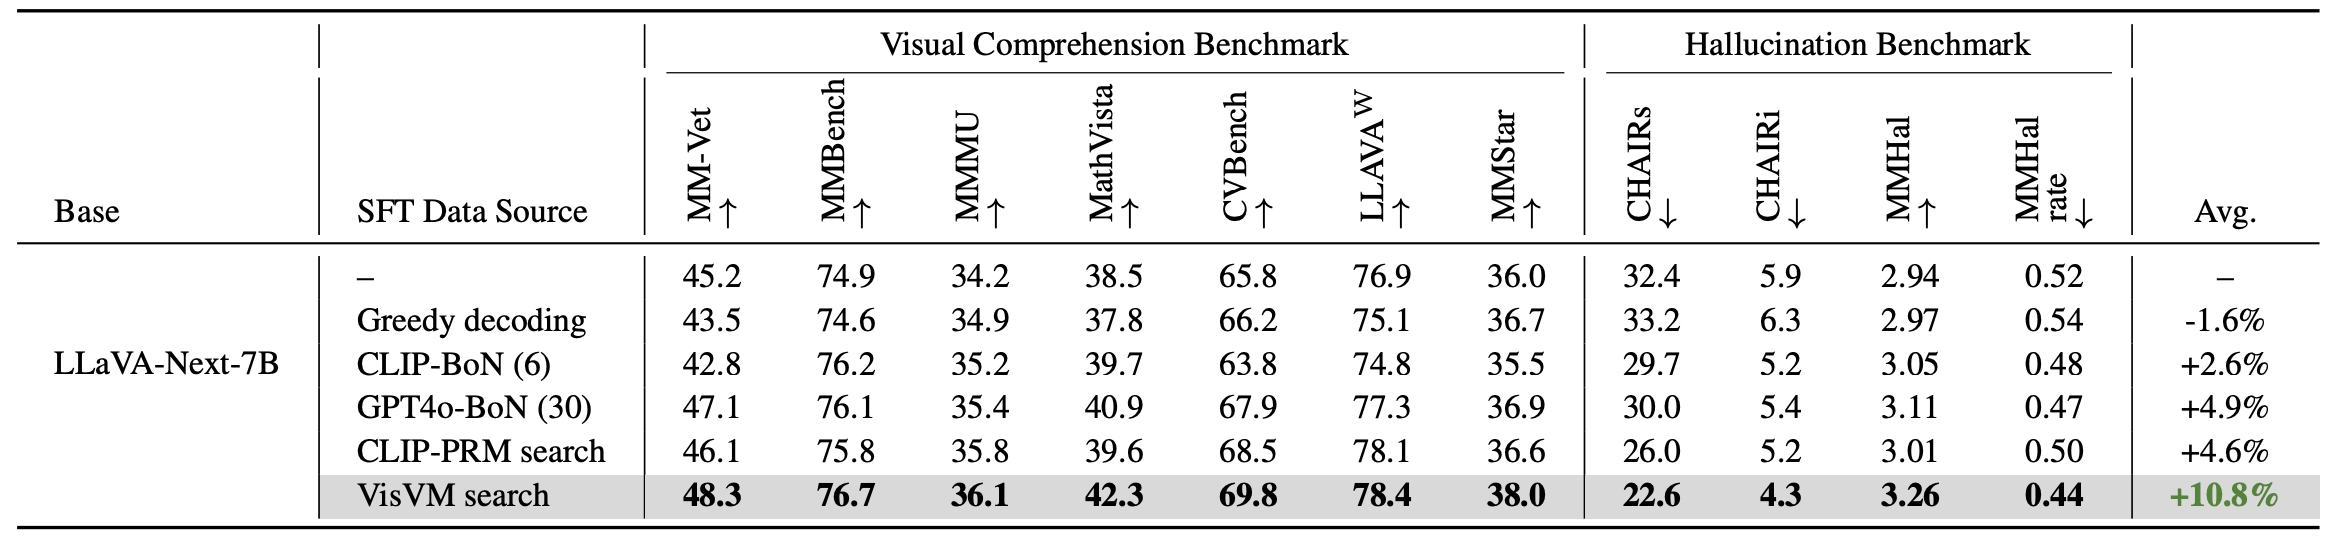 Visual Comprehension Benchmark Hallucination Benchmark
Base SFT Data Source MM-Vet ↑ MMBench ↑ MMMU ↑ MathVista ↑ CVBench ↑ LLAVA^W ↑ MMStar ↑ CHAIRs ↓ CHAIRi ↓ MMHal ↑ MMHal rate ↓ Avg.
– 45.2 74.9 34.2 38.5 65.8 76.9 36.0 32.4 5.9 2.94 0.52 –
Greedy decoding 43.5 74.6 34.9 37.8 66.2 75.1 36.7 33.2 6.3 2.97 0.54 -1.6%
LLaVA-Next-7B CLIP-BoN (6) 42.8 76.2 35.2 39.7 63.8 74.8 35.5 29.7 5.2 3.05 0.48 +2.6%
GPT4o-BoN (30) 47.1 76.1 35.4 40.9 67.9 77.3 36.9 30.0 5.4 3.11 0.47 +4.9%
CLIP-PRM search 46.1 75.8 35.8 39.6 68.5 78.1 36.6 26.0 5.2 3.01 0.50 +4.6%
VisVM search 48.3 76.7 36.1 42.3 69.8 78.4 38.0 22.6 4.3 3.26 0.44 +10.8%